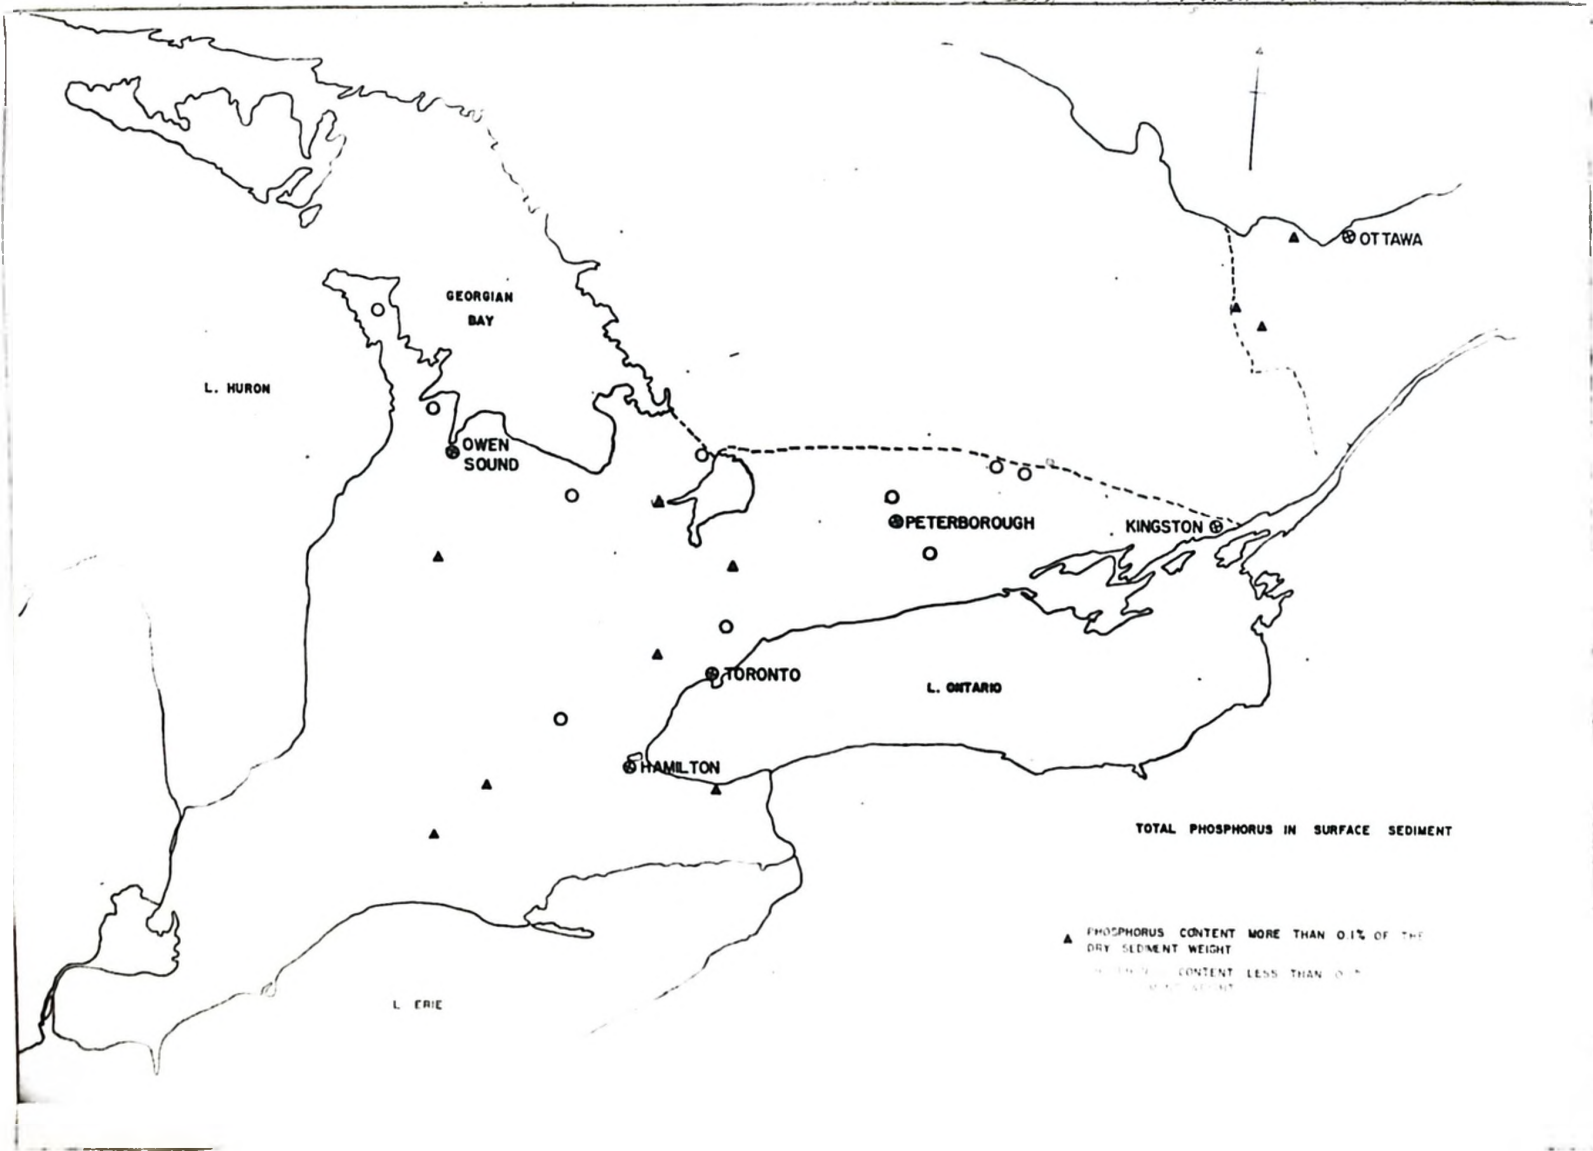 OTTAWA
GEORGIAN
BAY
L. HURON
OWEN
SOUND
PETERBOROUGH
KINGSTON
TORONTO
L. ONTARIO
HAMILTON
TOTAL PHOSPHORUS IN SURFACE SEDIMENT
PHOSPHORUS CONTENT MORE THAN 0.1% OF THE
DRY SEDIMENT WEIGHT
CONTENT LESS THAN
L. ERIE